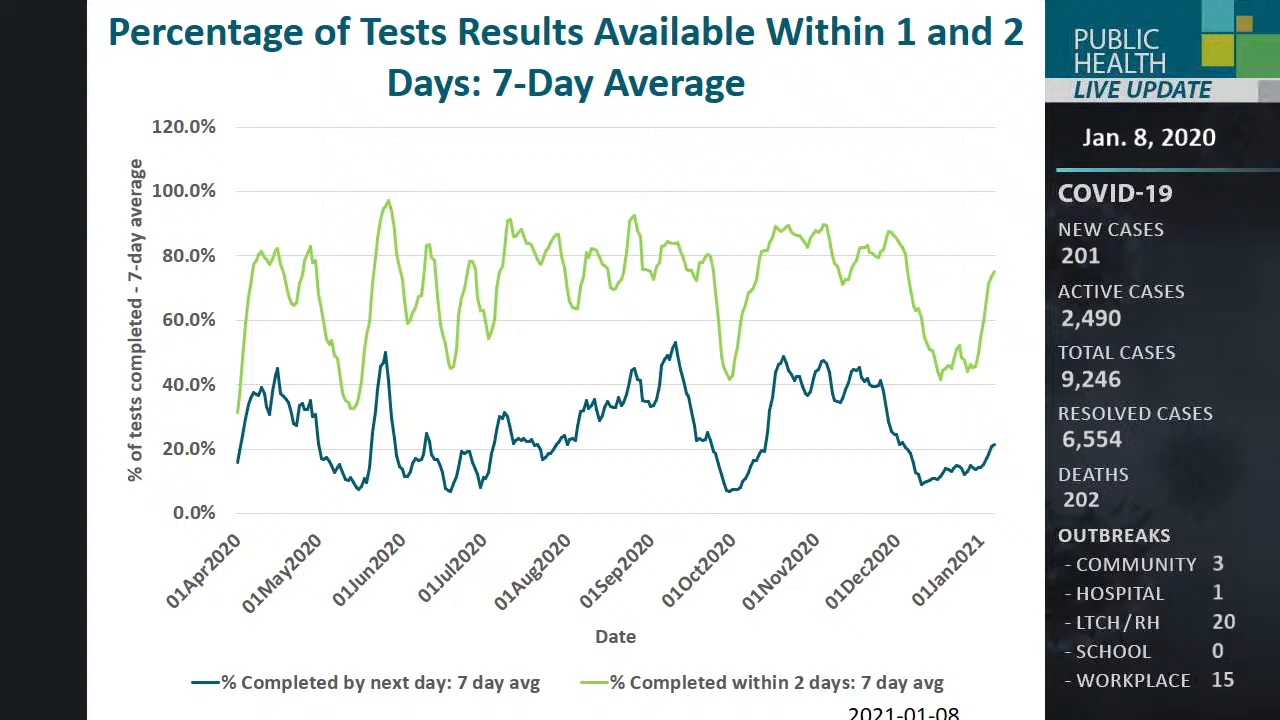 Percentage of Tests Results Available Within 1 and 2
Days: 7-Day Average
120.0%
100.0%
80.0%
60.0%
40.0%
20.0%
0.0%
% of tests completed - 7-day average
01Apr2020
01May2020
01Jun2020
01Jul2020
01Aug2020
01Sep2020
01Oct2020
01Nov2020
01Dec2020
01Jan2021
Date
% Completed by next day: 7 day avg
% Completed within 2 days: 7 day avg
2021-01-08
PUBLIC
HEALTH
LIVE UPDATE
Jan. 8, 2020
COVID-19
NEW CASES
201
ACTIVE CASES
2,490
TOTAL CASES
9,246
RESOLVED CASES
6,554
DEATHS
202
OUTBREAKS
- COMMUNITY 3
- HOSPITAL 1
- LTCH/RH 20
- SCHOOL 0
- WORKPLACE 15